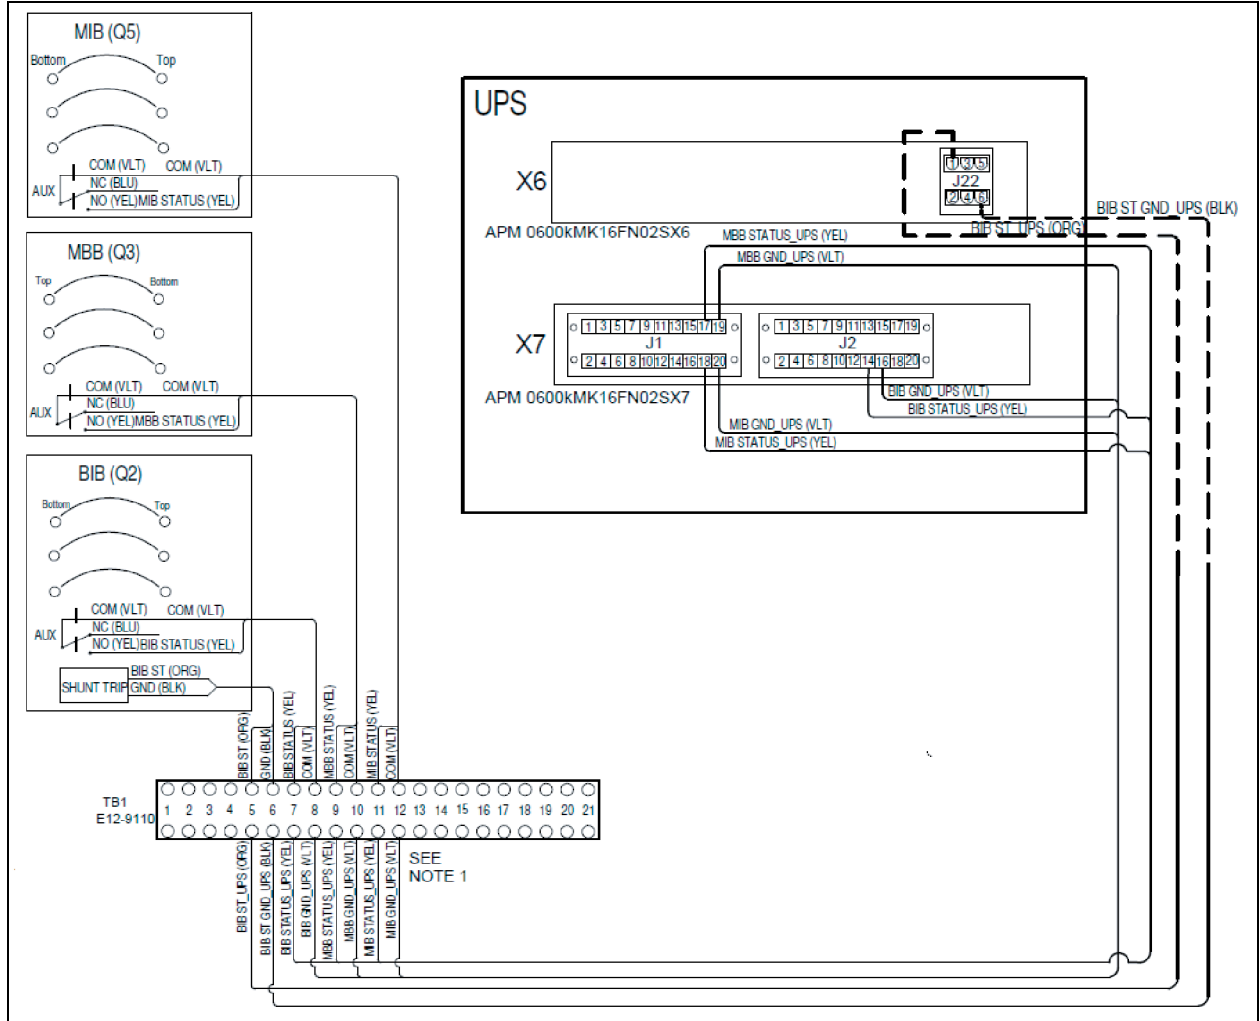 MIB (Q5)
Bottom Top
COM (VLT) COM (VLT)
NC (BLU)
AUX
NO (YEL)MIB STATUS (YEL)
MBB (Q3)
Top Bottom
COM (VLT) COM (VLT)
NC (BLU)
AUX
NO (YEL)MBB STATUS (YEL)
BIB (Q2)
Bottom Top
COM (VLT) COM (VLT)
NC (BLU)
AUX
NO (YEL)BIB STATUS (YEL)
BIB ST (ORG)
SHUNT TRIP GND (BLK)
UPS
X6
1 3 5
J22
2 4 6
APM 0600kMK16FN02SX6
BIB ST GND_UPS (BLK)
BIB ST_UPS (ORG)
MBB STATUS_UPS (YEL)
MBB GND_UPS (VLT)
X7
1 3 5 7 9 11 13 15 17 19
J1
2 4 6 8 10 12 14 16 18 20
1 3 5 7 9 11 13 15 17 19
J2
2 4 6 8 10 12 14 16 18 20
APM 0600kMK16FN02SX7
BIB GND_UPS (VLT)
BIB STATUS_UPS (YEL)
MIB GND_UPS (VLT)
MIB STATUS_UPS (YEL)
BIB ST (ORG)
GND (BLK)
BIB STATUS (YEL)
COM (VLT)
MBB STATUS (YEL)
COM (VLT)
MIB STATUS (YEL)
COM (VLT)
TB1
E12-9110
1 2 3 4 5 6 7 8 9 10 11 12 13 14 15 16 17 18 19 20 21
BIB ST_UPS (ORG)
BIB ST GND_UPS (BLK)
BIB STATUS_UPS (YEL)
BIB GND_UPS (VLT)
MBB STATUS_UPS (YEL)
MBB GND_UPS (VLT)
MIB STATUS_UPS (YEL)
MIB GND_UPS (VLT)
SEE
NOTE 1